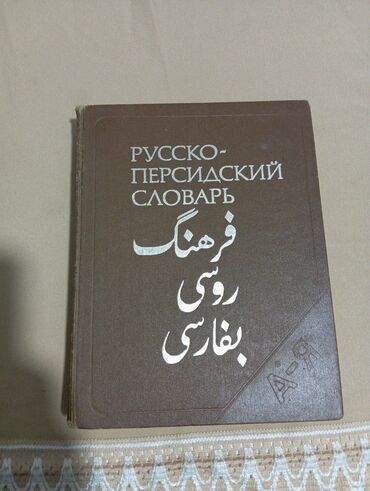 РУССКО-
ПЕРСИДСКИЙ
СЛОВАРЬ
فرهنگ
روسی
بفارسی
А-Я